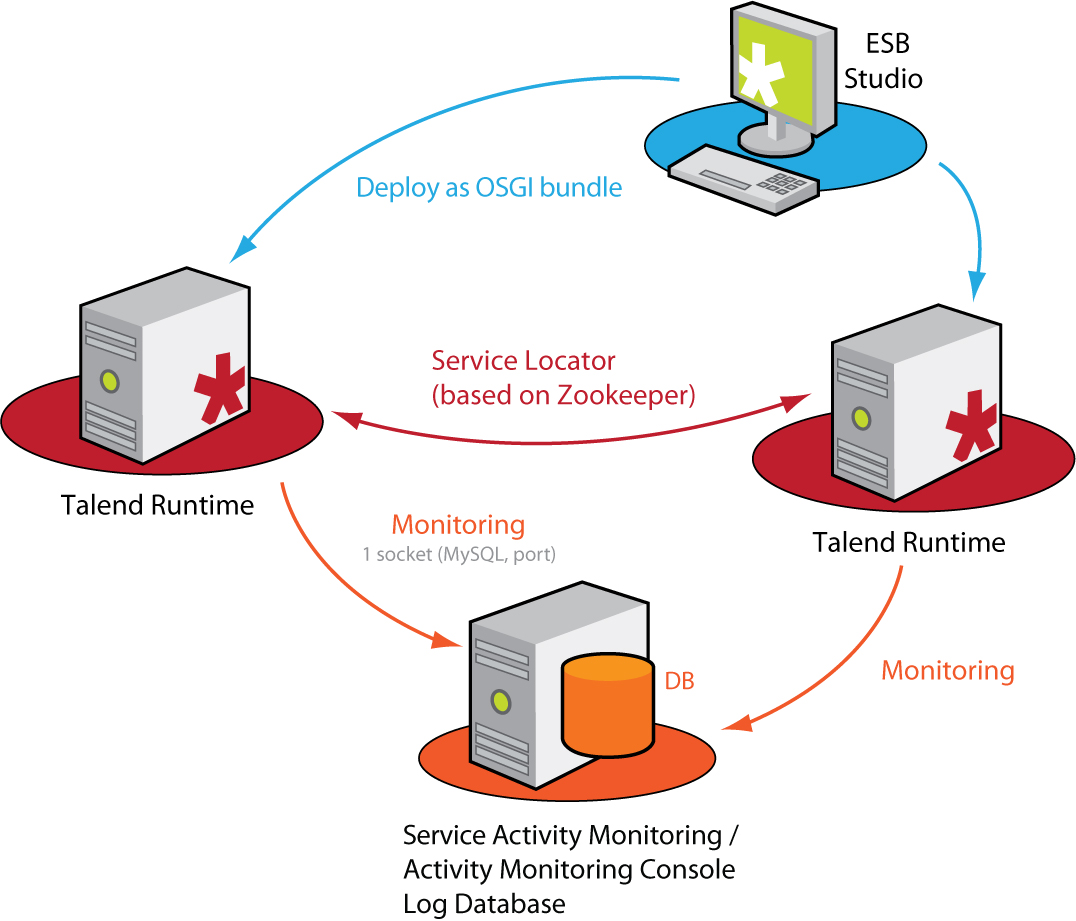 ESB
Studio
Deploy as OSGI bundle
Service Locator
(based on Zookeeper)
Talend Runtime
Monitoring
1 socket (MySQL, port)
Talend Runtime
DB
Monitoring
Service Activity Monitoring /
Activity Monitoring Console
Log Database